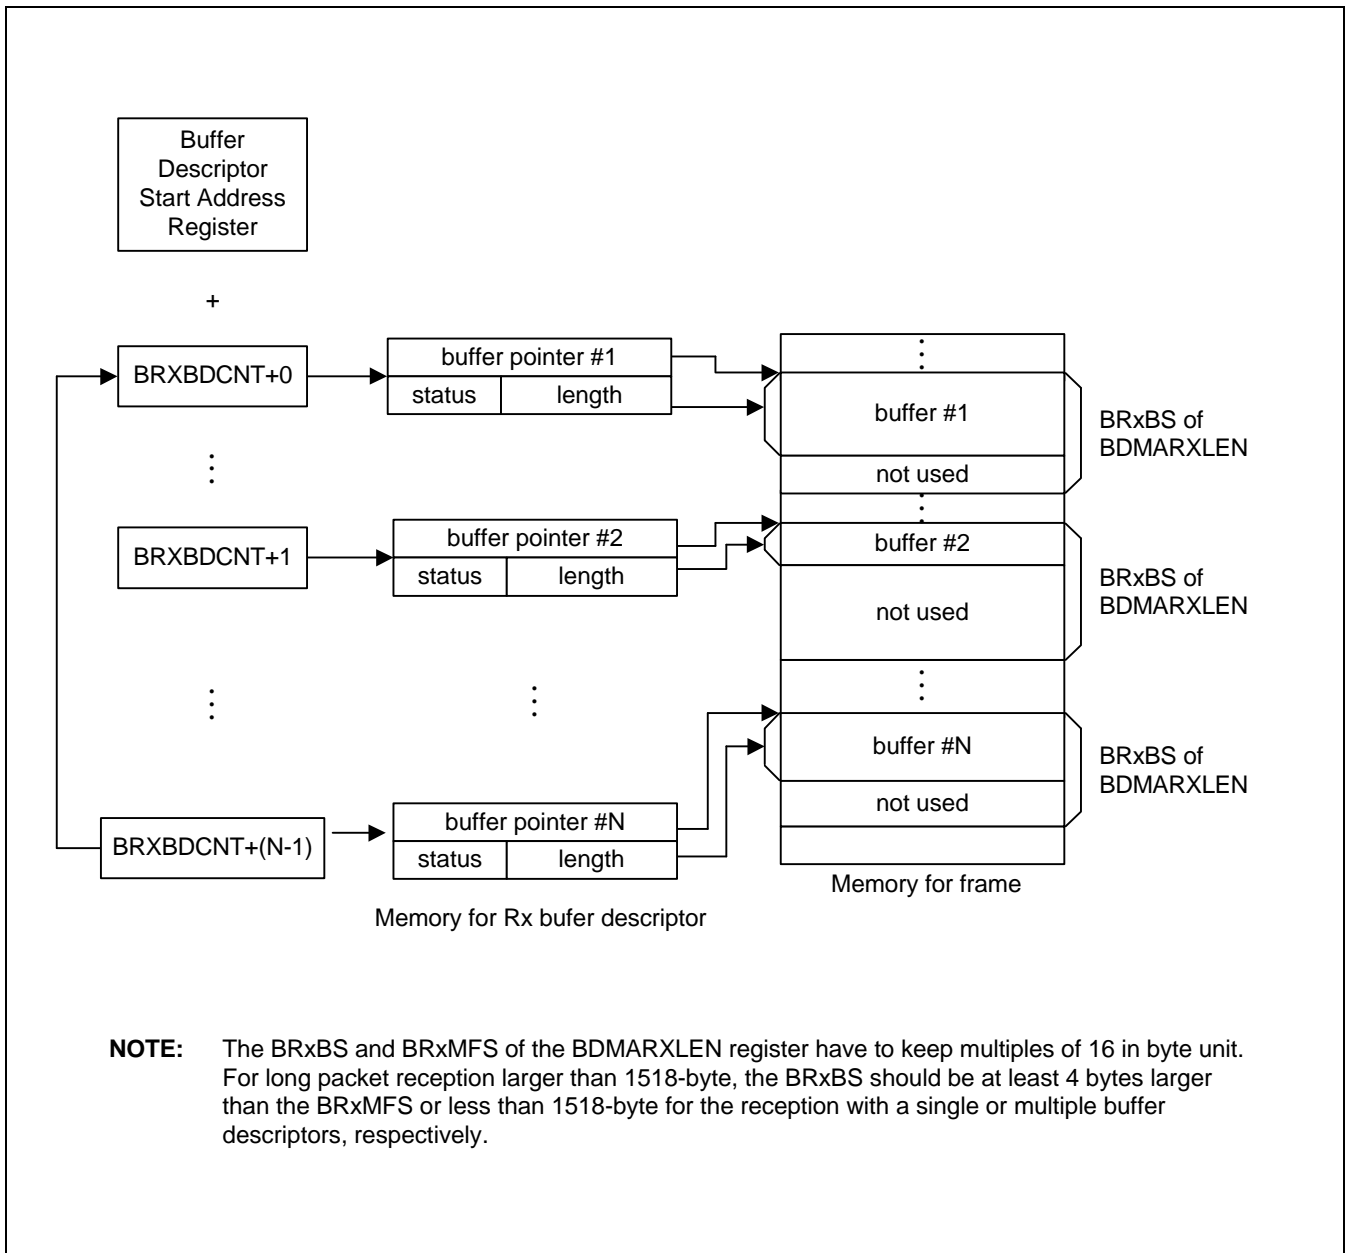 Buffer
Descriptor
Start Address
Register
+
BRXBDCNT+0
buffer pointer #1
status
length
buffer #1
not used
BRxBS of
BDMARXLEN
BRXBDCNT+1
buffer pointer #2
status
length
buffer #2
not used
BRxBS of
BDMARXLEN
BRXBDCNT+(N-1)
buffer pointer #N
status
length
buffer #N
not used
BRxBS of
BDMARXLEN
Memory for frame
Memory for Rx bufer descriptor
NOTE: The BRxBS and BRxMFS of the BDMARXLEN register have to keep multiples of 16 in byte unit.
For long packet reception larger than 1518-byte, the BRxBS should be at least 4 bytes larger
than the BRxMFS or less than 1518-byte for the reception with a single or multiple buffer
descriptors, respectively.